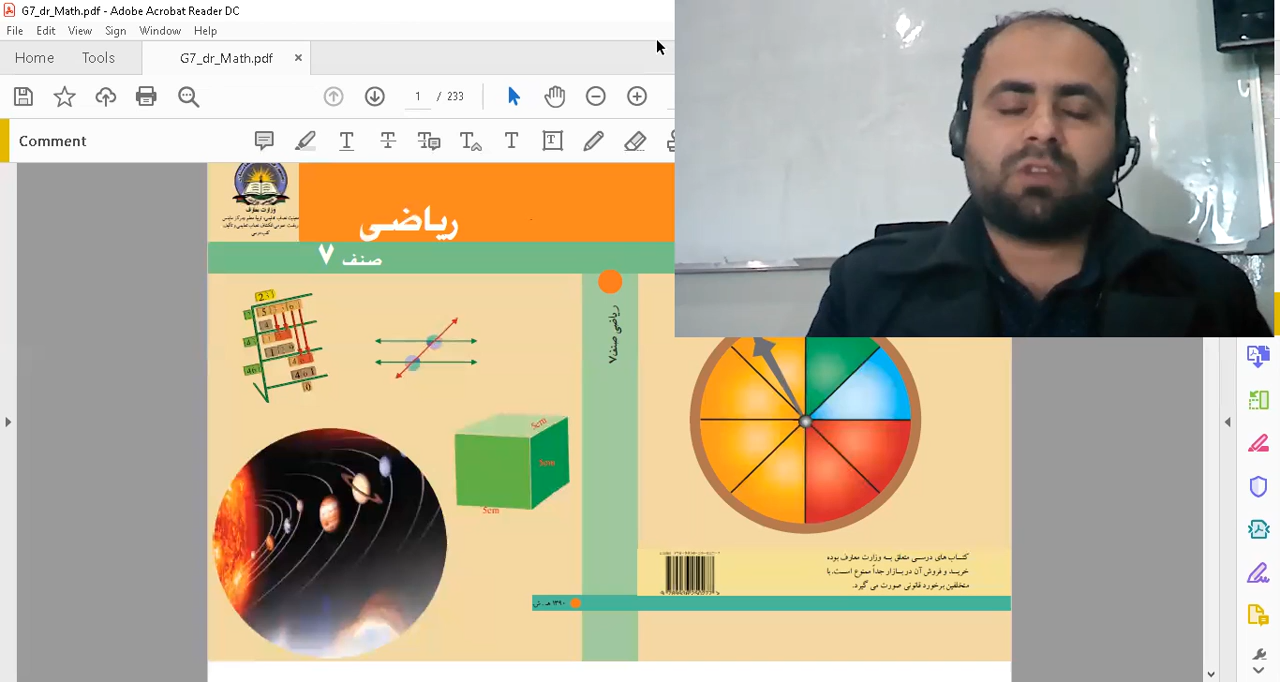 G7_dr_Math.pdf - Adobe Acrobat Reader DC
File Edit View Sign Window Help
Home Tools G7_dr_Math.pdf ×
1 / 233
Comment
وزارت معارف
ریاضی
صنف ۷
ریاضی صنف ۷
5cm
5cm
5cm
کتاب های درسی متعلق به وزارت معارف بوده
خرید و فروش آن در بازار جداً ممنوع است. با
متخلفین برخورد قانونی صورت می گیرد.
۱۳۹۰ هـ . ش